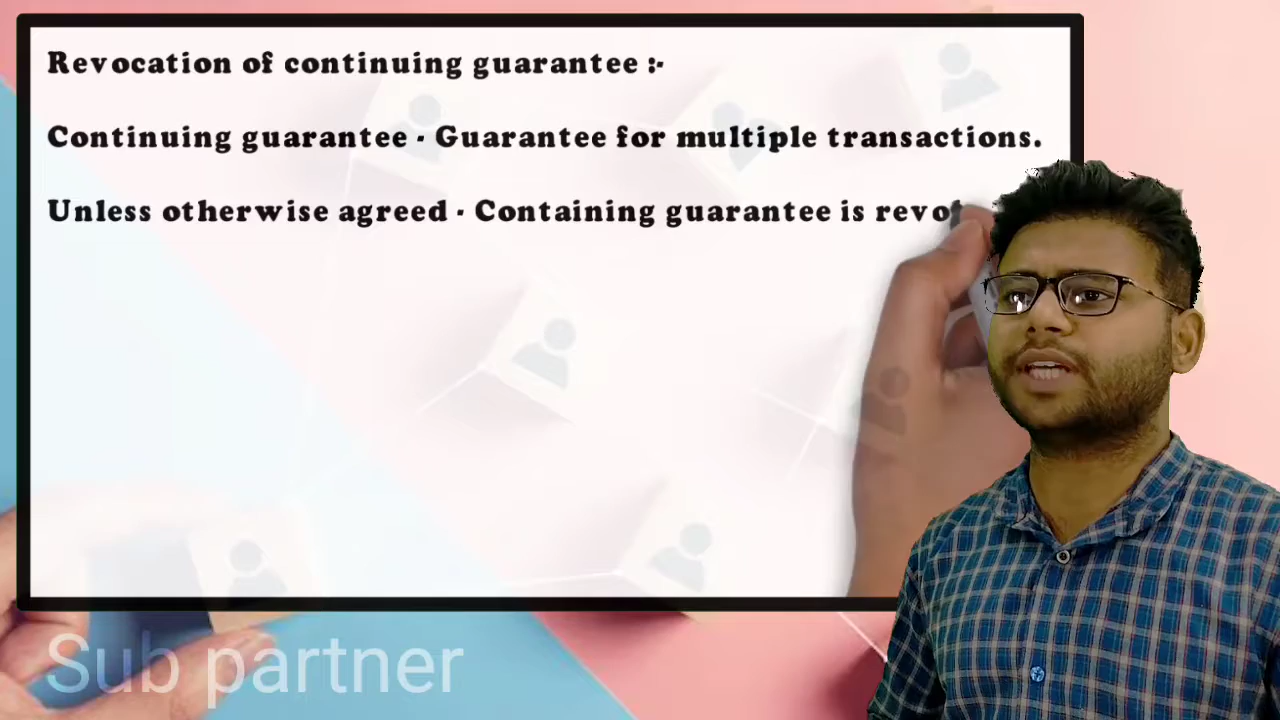 Revocation of continuing guarantee :-
Continuing guarantee - Guarantee for multiple transactions.
Unless otherwise agreed - Containing guarantee is
Sub partner